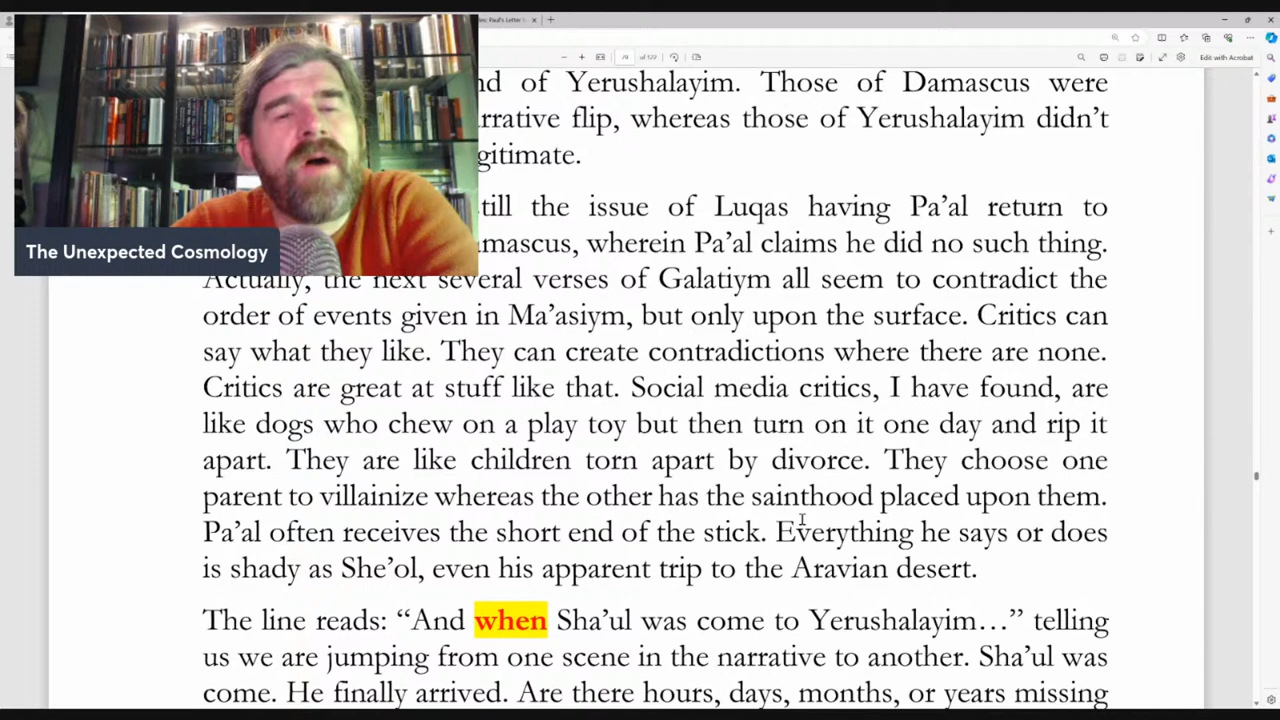 es: Paul's Letter t
79 of 122
Edit with Acrobat
The Unexpected Cosmology
nd of Yerushalayim. Those of Damascus were
rrative flip, whereas those of Yerushalayim didn’t
gitimate.
till the issue of Luqas having Pa’al return to
mascus, wherein Pa’al claims he did no such thing.
Actually, the next several verses of Galatiym all seem to contradict the
order of events given in Ma’asiym, but only upon the surface. Critics can
say what they like. They can create contradictions where there are none.
Critics are great at stuff like that. Social media critics, I have found, are
like dogs who chew on a play toy but then turn on it one day and rip it
apart. They are like children torn apart by divorce. They choose one
parent to villainize whereas the other has the sainthood placed upon them.
Pa’al often receives the short end of the stick. Everything he says or does
is shady as She’ol, even his apparent trip to the Aravian desert.
The line reads: “And when Sha’ul was come to Yerushalayim…” telling
us we are jumping from one scene in the narrative to another. Sha’ul was
come. He finally arrived. Are there hours, days, months, or years missing